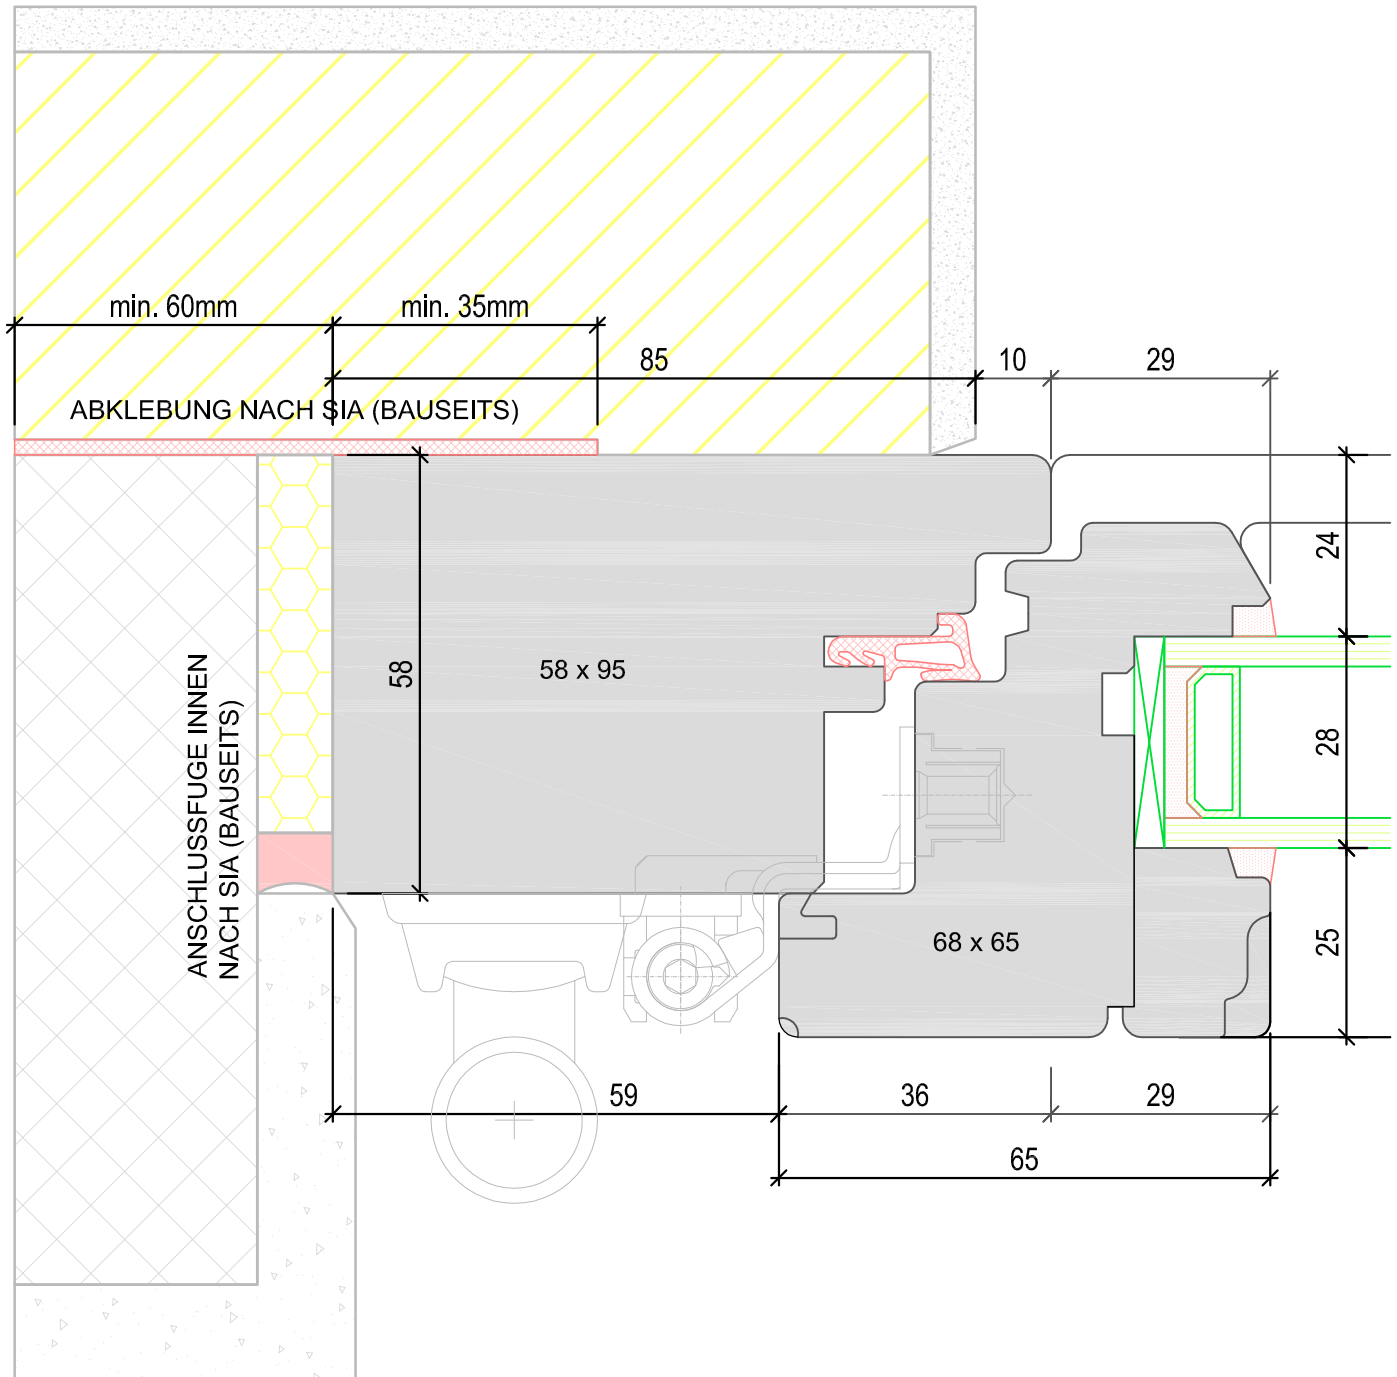 min. 60mm
min. 35mm
85
10
29
ABKLEBUNG NACH SIA (BAUSEITS)
24
58
58 x 95
ANSCHLUSSFUGE INNEN
NACH SIA (BAUSEITS)
28
68 x 65
25
59
36
29
65